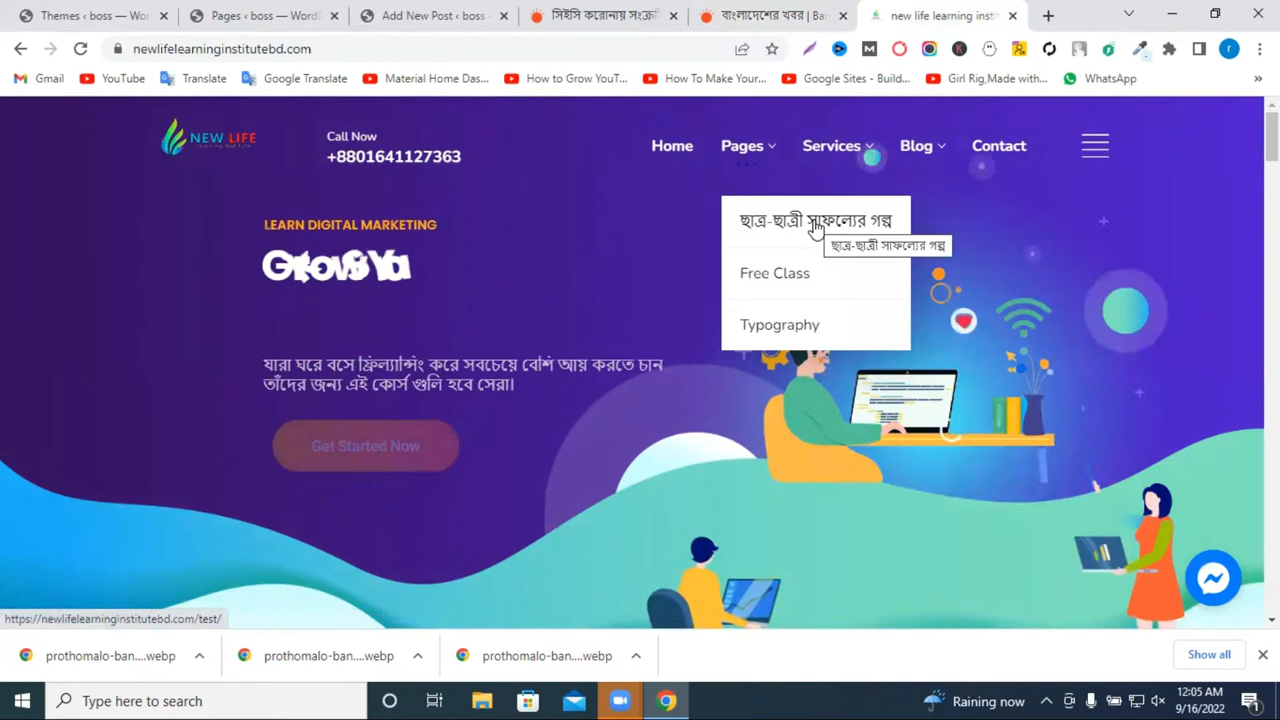 Themes ‹ boss — Wor
Pages ‹ boss — WordP
Add New Post ‹ boss -
সিইসি করোনায় সংক্রমি
বাংলাদেশের খবর | Ban
new life learning insti
newlifelearninginstitutebd.com
Gmail
YouTube
Translate
Google Translate
Material Home Das...
How to Grow YouT...
How To Make Your...
Google Sites - Build...
Girl Rig,Made with...
WhatsApp
NEW LIFE
Call Now
+8801641127363
Home
Pages
Services
Blog
Contact
LEARN DIGITAL MARKETING
ছাত্র-ছাত্রী সাফল্যের গল্প
ছাত্র-ছাত্রী সাফল্যের গল্প
Free Class
Typography
যারা ঘরে বসে ফ্রিল্যান্সিং করে সবচেয়ে বেশি আয় করতে চান
তাঁদের জন্য এই কোর্স গুলি হবে সেরা।
Get Started Now
https://newlifelearninginstitutebd.com/test/
prothomalo-ban....webp
prothomalo-ban....webp
prothomalo-ban....webp
Show all
Type here to search
Raining now
12:05 AM
9/16/2022